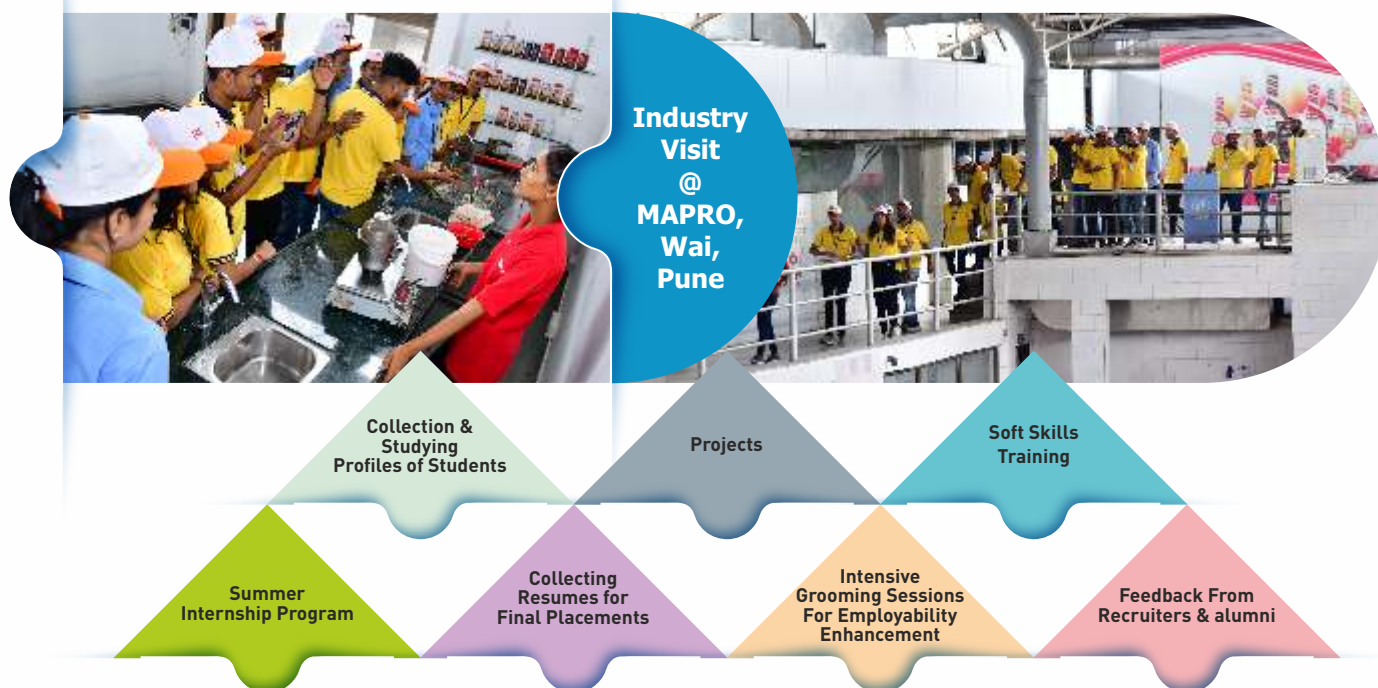 Industry
Visit
@
MAPRO,
Wai,
Pune
Collection &
Studying
Profiles of Students
Projects
Soft Skills
Training
Summer
Internship Program
Collecting
Resumes for
Final Placements
Intensive
Grooming Sessions
For Employability
Enhancement
Feedback From
Recruiters & alumni